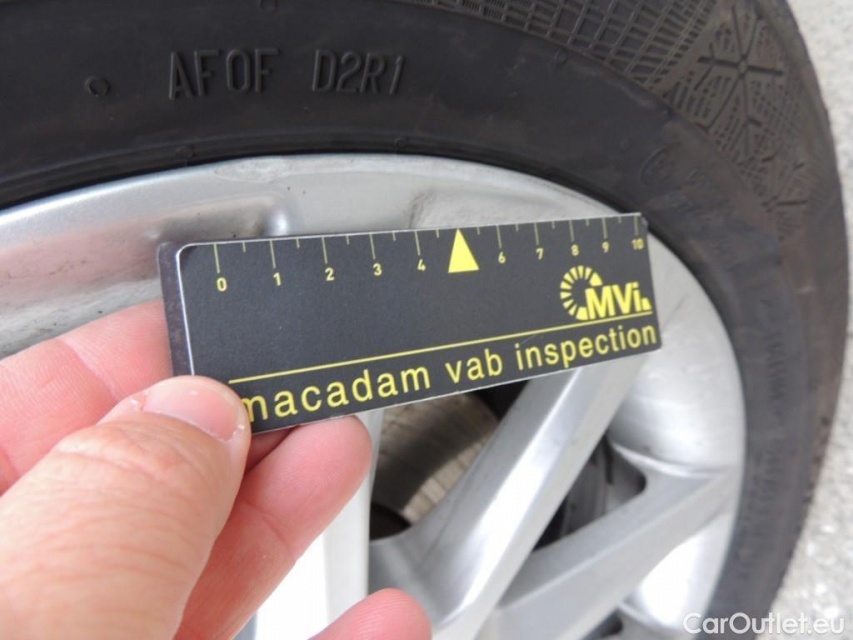 AFOF D2R1
0 1 2 3 4 6 7 8 9 10
MVi
macadam vab inspection
CarOutlet.eu